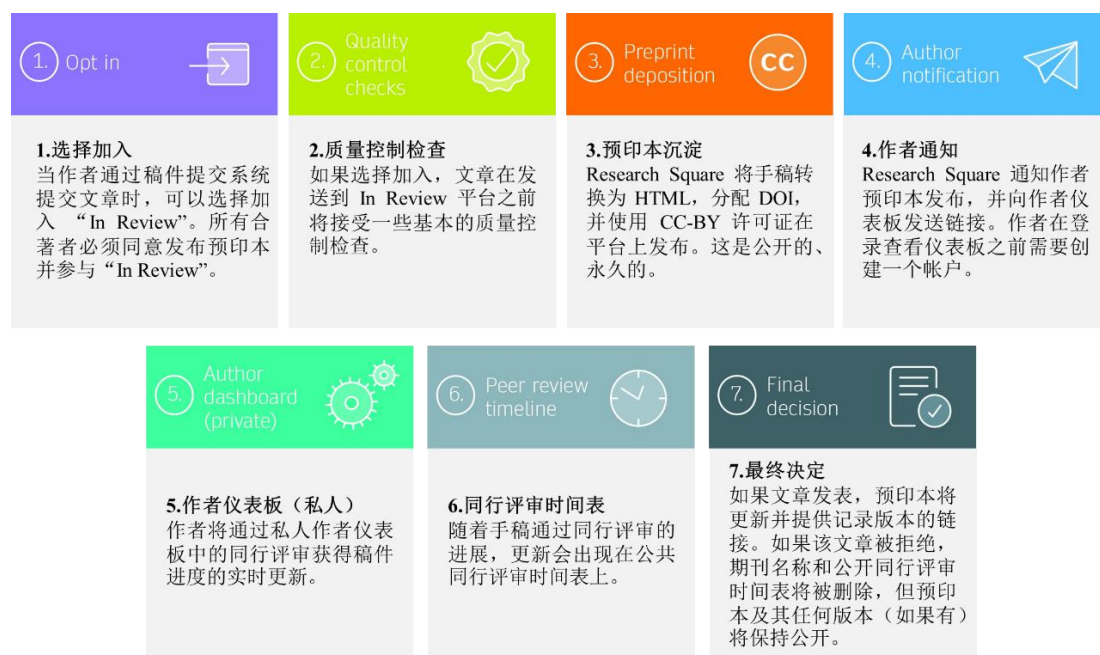 1. Opt in
2. Quality
control
checks
3. Preprint
deposition
CC
4. Author
notification
1.选择加入
当作者通过稿件提交系统
提交文章时，可以选择加
入 “In Review”。所有合
著者必须同意发布预印本
并参与“In Review”。
2.质量控制检查
如果选择加入，文章在发
送到 In Review 平台之前
将接受一些基本的质量控
制检查。
3.预印本沉淀
Research Square 将手稿转
换为 HTML，分配 DOI，
并使用 CC-BY 许可证在
平台上发布。这是公开的、
永久的。
4.作者通知
Research Square 通知作者
预印本发布，并向作者仪
表板发送链接。作者在登
录查看仪表板之前需要创
建一个帐户。
5. Author
dashboard
(private)
6. Peer review
timeline
7. Final
decision
5.作者仪表板（私人）
作者将通过私人作者仪表
板中的同行评审获得稿件
进度的实时更新。
6.同行评审时间表
随着手稿通过同行评审的
进展，更新会出现在公共
同行评审时间表上。
7.最终决定
如果文章发表，预印本将
更新并提供记录版本的链
接。如果该文章被拒绝，
期刊名称和公开同行评审
时间表将被删除，但预印
本及其任何版本（如果有）
将保持公开。